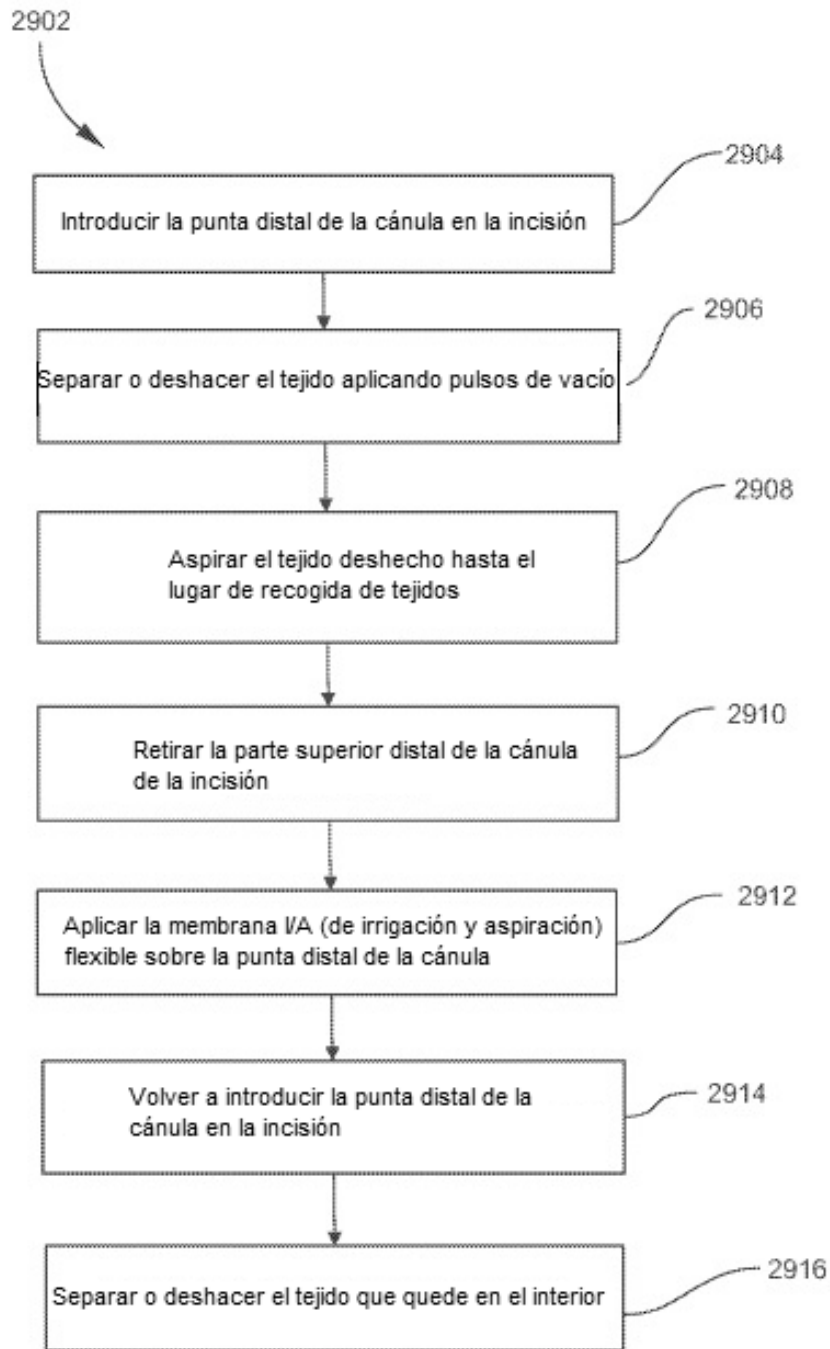 2902
2904
Introducir la punta distal de la cánula en la incisión
2906
Separar o deshacer el tejido aplicando pulsos de vacío
2908
Aspirar el tejido deshecho hasta el
lugar de recogida de tejidos
2910
Retirar la parte superior distal de la cánula
de la incisión
2912
Aplicar la membrana I/A (de irrigación y aspiración)
flexible sobre la punta distal de la cánula
2914
Volver a introducir la punta distal de la
cánula en la incisión
2916
Separar o deshacer el tejido que quede en el interior